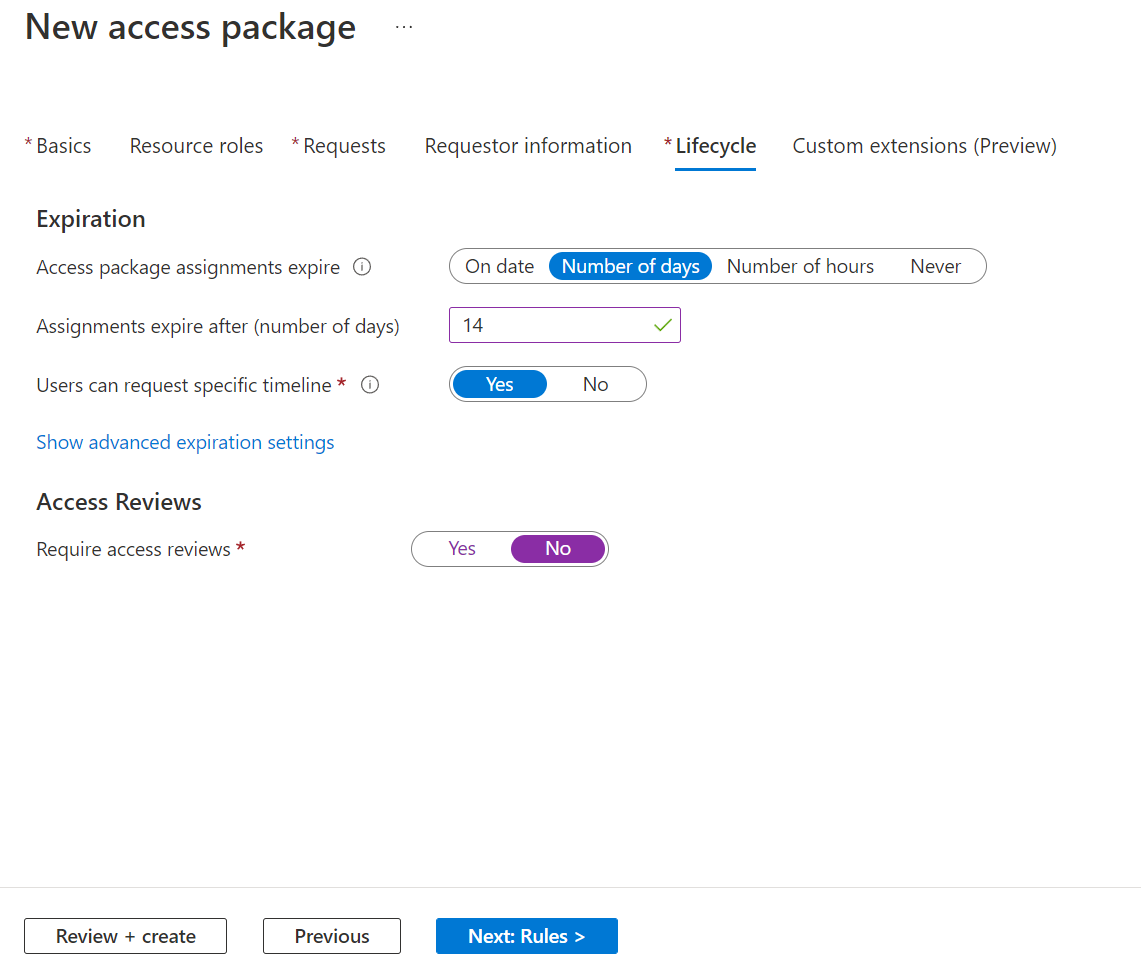 New access package ...
* Basics Resource roles * Requests Requestor information * Lifecycle Custom extensions (Preview)
Expiration
Access package assignments expire On date Number of days Number of hours Never
Assignments expire after (number of days) 14
Users can request specific timeline * Yes No
Show advanced expiration settings
Access Reviews
Require access reviews * Yes No
Review + create Previous Next: Rules >